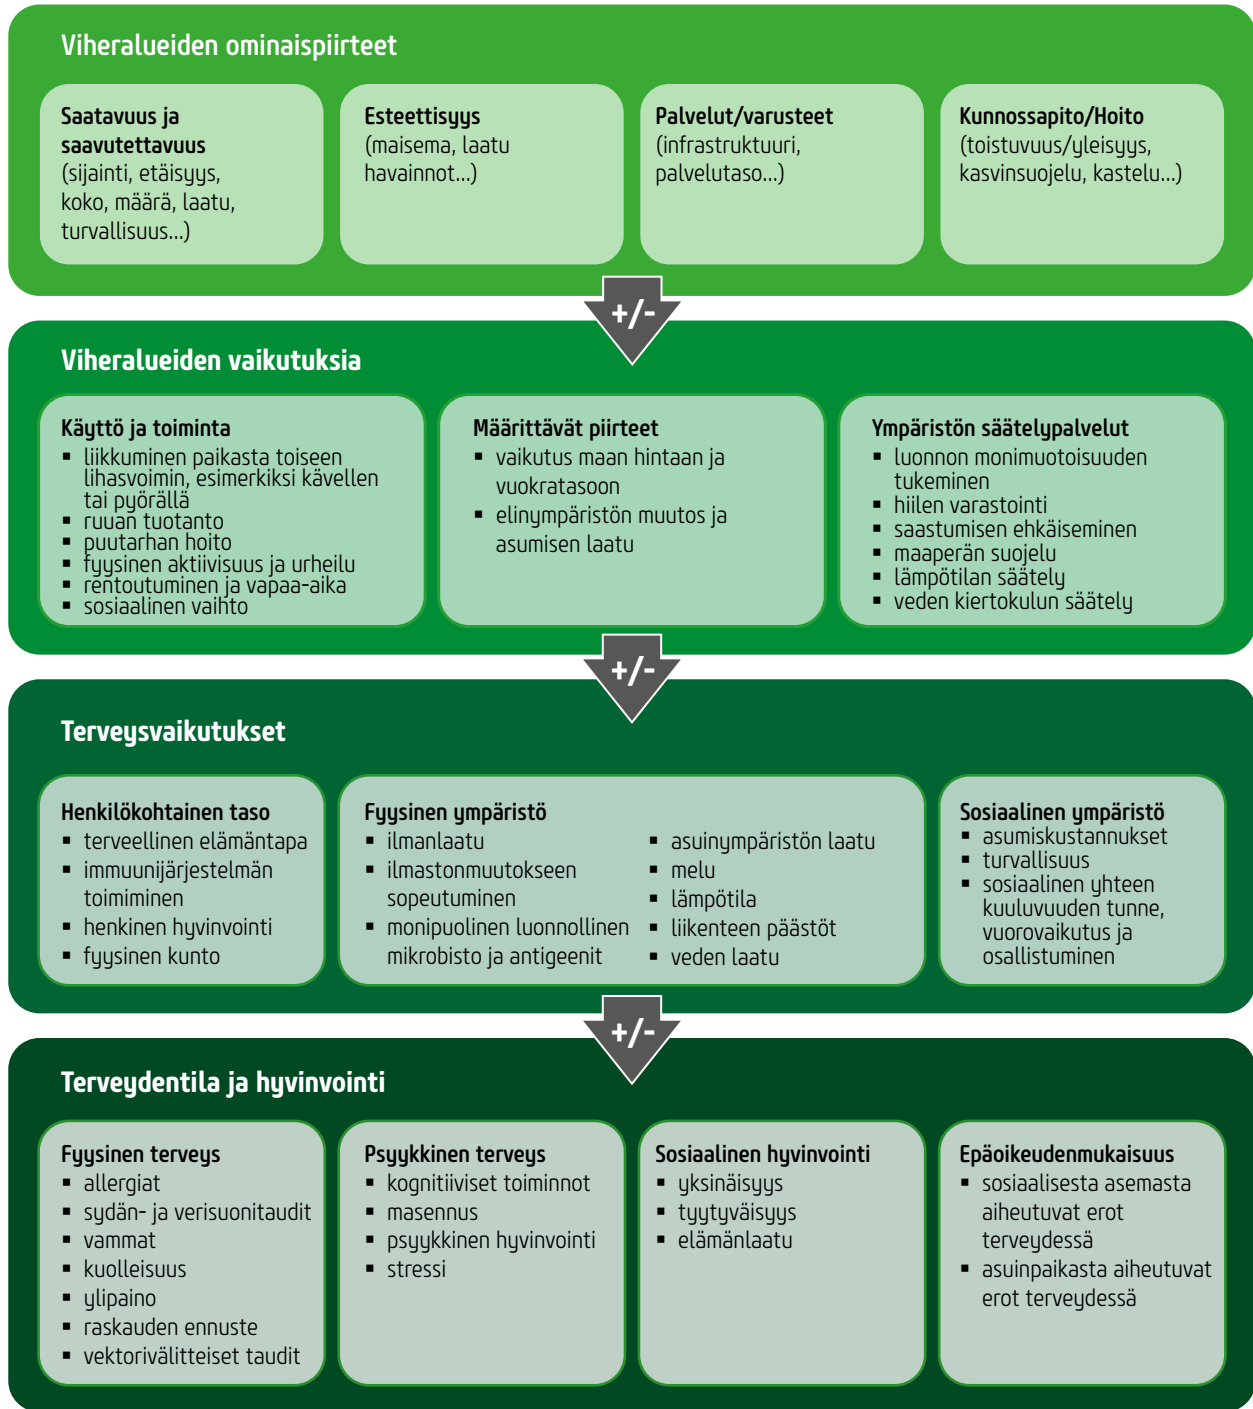 Viheralueiden ominaispiirteet
Saatavuus ja
saavutettavuus
(sijainti, etäisyys,
koko, määrä, laatu,
turvallisuus...)
Esteettisyys
(maisema, laatu
havainnot...)
Palvelut/varusteet
(infrastruktuuri,
palvelutaso...)
Kunnossapito/Hoito
(toistuvuus/yleisyys,
kasvinsuojelu, kastelu...)
+/-
Viheralueiden vaikutuksia
Käyttö ja toiminta
▪ liikkuminen paikasta toiseen
lihasvoimin, esimerkiksi kävellen
tai pyörällä
▪ ruuan tuotanto
▪ puutarhan hoito
▪ fyysinen aktiivisuus ja urheilu
▪ rentoutuminen ja vapaa-aika
▪ sosiaalinen vaihto
Määrittävät piirteet
▪ vaikutus maan hintaan ja
vuokratasoon
▪ elinympäristön muutos ja
asumisen laatu
Ympäristön säätelypalvelut
▪ luonnon monimuotoisuuden
tukeminen
▪ hiilen varastointi
▪ saastumisen ehkäiseminen
▪ maaperän suojelu
▪ lämpötilan säätely
▪ veden kiertokulun säätely
+/-
Terveysvaikutukset
Henkilökohtainen taso
▪ terveellinen elämäntapa
▪ immuunijärjestelmän
toimiminen
▪ henkinen hyvinvointi
▪ fyysinen kunto
Fyysinen ympäristö
▪ ilmanlaatu
▪ ilmastonmuutokseen
sopeutuminen
▪ monipuolinen luonnollinen
mikrobisto ja antigeenit
▪ asuinympäristön laatu
▪ melu
▪ lämpötila
▪ liikenteen päästöt
▪ veden laatu
Sosiaalinen ympäristö
▪ asumiskustannukset
▪ turvallisuus
▪ sosiaalinen yhteen
kuuluvuuden tunne,
vuorovaikutus ja
osallistuminen
+/-
Terveydentila ja hyvinvointi
Fyysinen terveys
▪ allergiat
▪ sydän- ja verisuonitaudit
▪ vammat
▪ kuolleisuus
▪ ylipaino
▪ raskauden ennuste
▪ vektorivälitteiset taudit
Psyykkinen terveys
▪ kognitiiviset toiminnot
▪ masennus
▪ psyykkinen hyvinvointi
▪ stressi
Sosiaalinen hyvinvointi
▪ yksinäisyys
▪ tyytyväisyys
▪ elämänlaatu
Epäoikeudenmukaisuus
▪ sosiaalisesta asemasta
aiheutuvat erot
terveydessä
▪ asuinpaikasta aiheutuvat
erot terveydessä